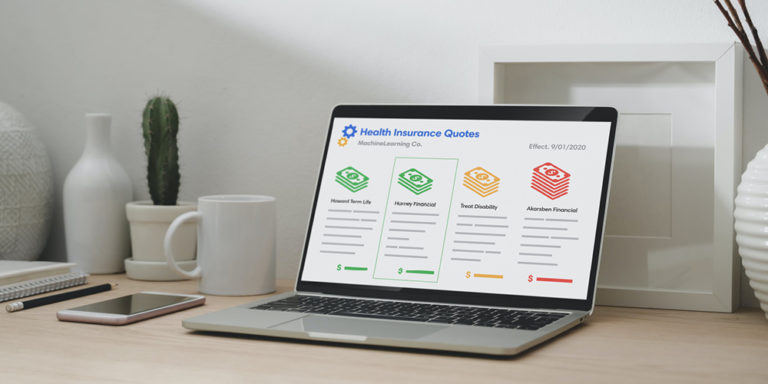 Health Insurance Quotes
MachineLearning Co.
Effect. 9/01/2020
Howard Term Life
Hurney Financial
Treat Disability
Akarsben Financial
$
$
$
$